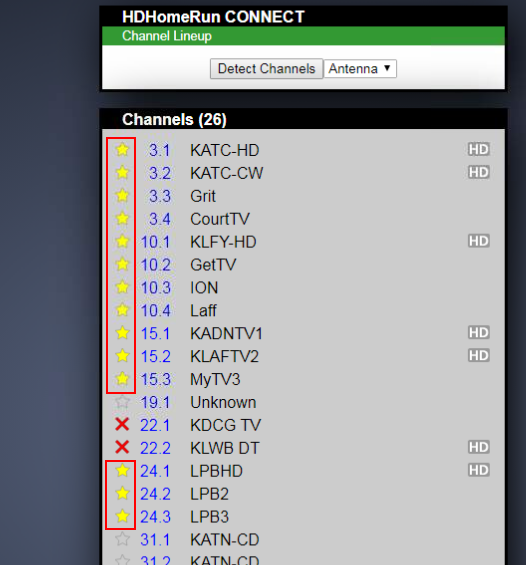 HDHomeRun CONNECT
Channel Lineup
Detect Channels Antenna
Channels (26)
3.1 KATC-HD HD
3.2 KATC-CW HD
3.3 Grit
3.4 CourtTV
10.1 KLFY-HD HD
10.2 GetTV
10.3 ION
10.4 Laff
15.1 KADNTV1 HD
15.2 KLAFTV2 HD
15.3 MyTV3
19.1 Unknown
22.1 KDCG TV
22.2 KLWB DT HD
24.1 LPBHD HD
24.2 LPB2
24.3 LPB3
31.1 KATN-CD
31.2 KATN-CD